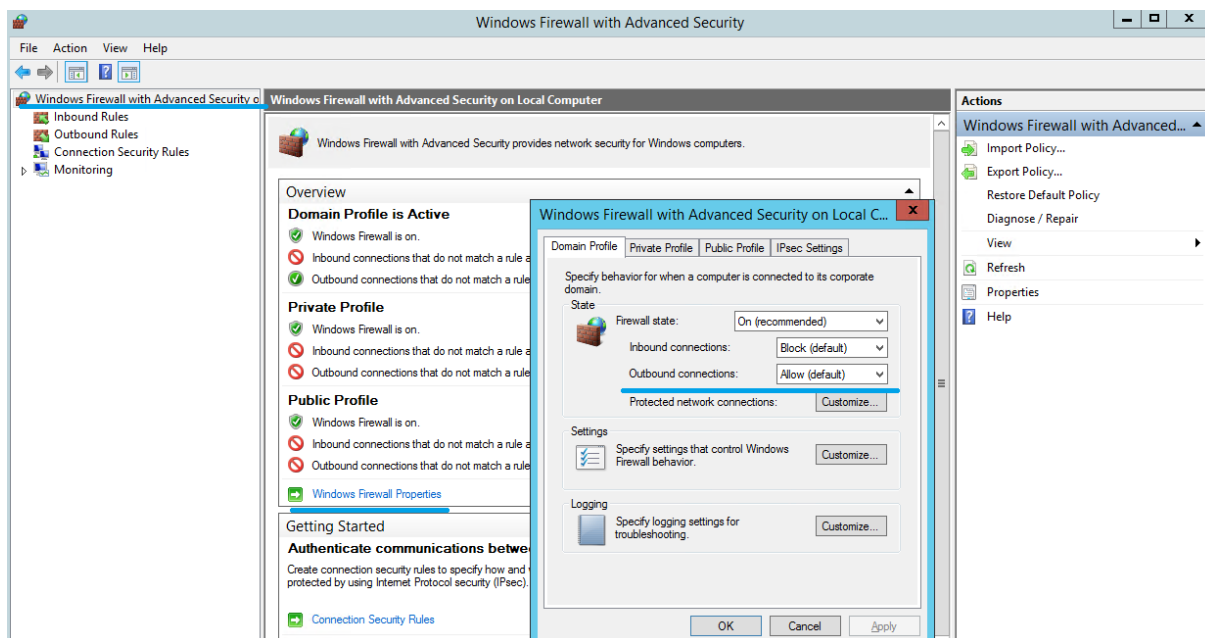 Windows Firewall with Advanced Security
File Action View Help
Windows Firewall with Advanced Security o
Inbound Rules
Outbound Rules
Connection Security Rules
Monitoring
Windows Firewall with Advanced Security on Local Computer
Windows Firewall with Advanced Security provides network security for Windows computers.
Overview
Domain Profile is Active
Windows Firewall is on.
Inbound connections that do not match a rule a
Outbound connections that do not match a rule
Private Profile
Windows Firewall is on.
Inbound connections that do not match a rule a
Outbound connections that do not match a rule
Public Profile
Windows Firewall is on.
Inbound connections that do not match a rule a
Outbound connections that do not match a rule
Windows Firewall Properties
Getting Started
Authenticate communications betwe
Create connection security rules to specify how and
protected by using Internet Protocol security (IPsec).
Connection Security Rules
Windows Firewall with Advanced Security on Local C...
Domain Profile Private Profile Public Profile IPsec Settings
Specify behavior for when a computer is connected to its corporate
domain.
State
Firewall state: On (recommended)
Inbound connections: Block (default)
Outbound connections: Allow (default)
Protected network connections: Customize...
Settings
Specify settings that control Windows
Firewall behavior.
Customize...
Logging
Specify logging settings for
troubleshooting.
Customize...
OK Cancel Apply
Actions
Windows Firewall with Advanced...
Import Policy...
Export Policy...
Restore Default Policy
Diagnose / Repair
View
Refresh
Properties
Help